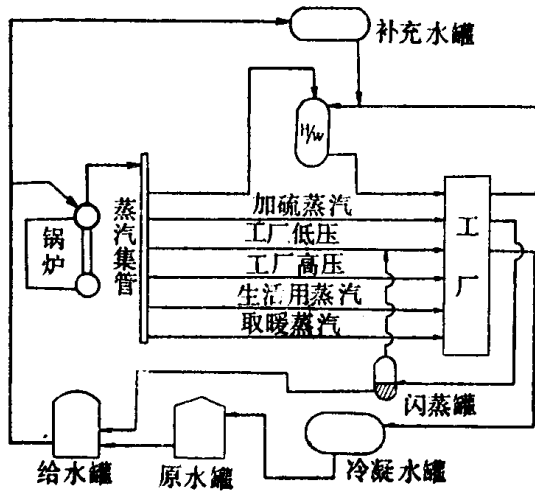 补充水罐
H/W
加硫蒸汽
工厂低压
工厂高压
生活用蒸汽
取暖蒸汽
蒸汽集管
锅炉
工厂
闪蒸罐
给水罐
原水罐
冷凝水罐